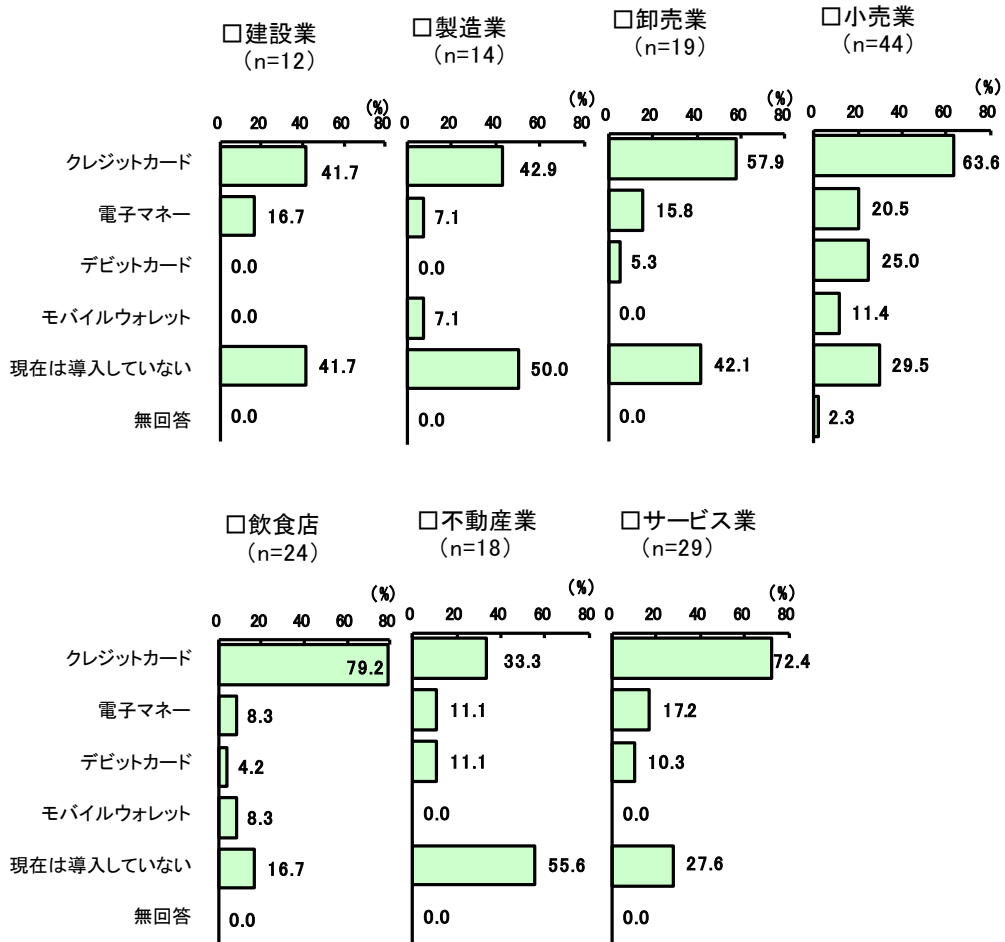 □建設業
(n=12)
□製造業
(n=14)
□卸売業
(n=19)
□小売業
(n=44)
(%) (%) (%) (%)
0 20 40 60 80 0 20 40 60 80 0 20 40 60 80 0 20 40 60 80
クレジットカード 41.7 42.9 57.9 63.6
電子マネー 16.7 7.1 15.8 20.5
デビットカード 0.0 0.0 5.3 25.0
モバイルウォレット 0.0 7.1 0.0 11.4
現在は導入していない 41.7 50.0 42.1 29.5
無回答 0.0 0.0 0.0 2.3
□飲食店
(n=24)
□不動産業
(n=18)
□サービス業
(n=29)
(%) (%) (%)
0 20 40 60 80 0 20 40 60 80 0 20 40 60 80
クレジットカード 79.2 33.3 72.4
電子マネー 8.3 11.1 17.2
デビットカード 4.2 11.1 10.3
モバイルウォレット 8.3 0.0 0.0
現在は導入していない 16.7 55.6 27.6
無回答 0.0 0.0 0.0